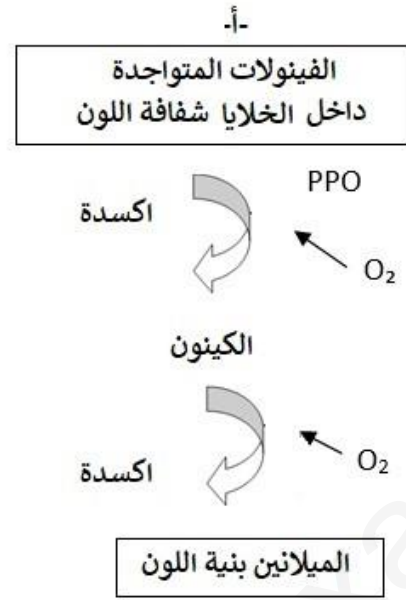 -أ-
الفينولات المتواجدة
داخل الخلايا شفافة اللون
PPO
اكسدة
O₂
الكينون
O₂
اكسدة
الميلانين بنية اللون